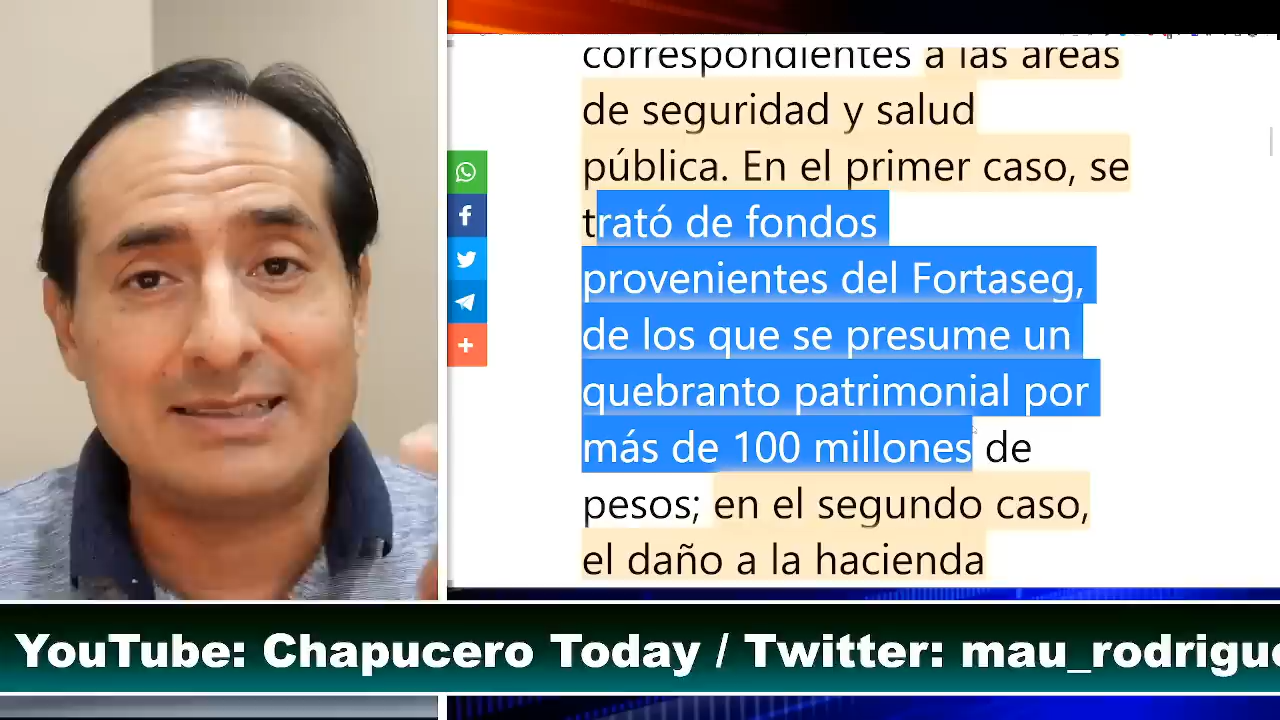 correspondientes a las áreas
de seguridad y salud
pública. En el primer caso, se
trató de fondos
provenientes del Fortaseg,
de los que se presume un
quebranto patrimonial por
más de 100 millones de
pesos; en el segundo caso,
el daño a la hacienda
YouTube: Chapucero Today / Twitter: mau_rodrigue